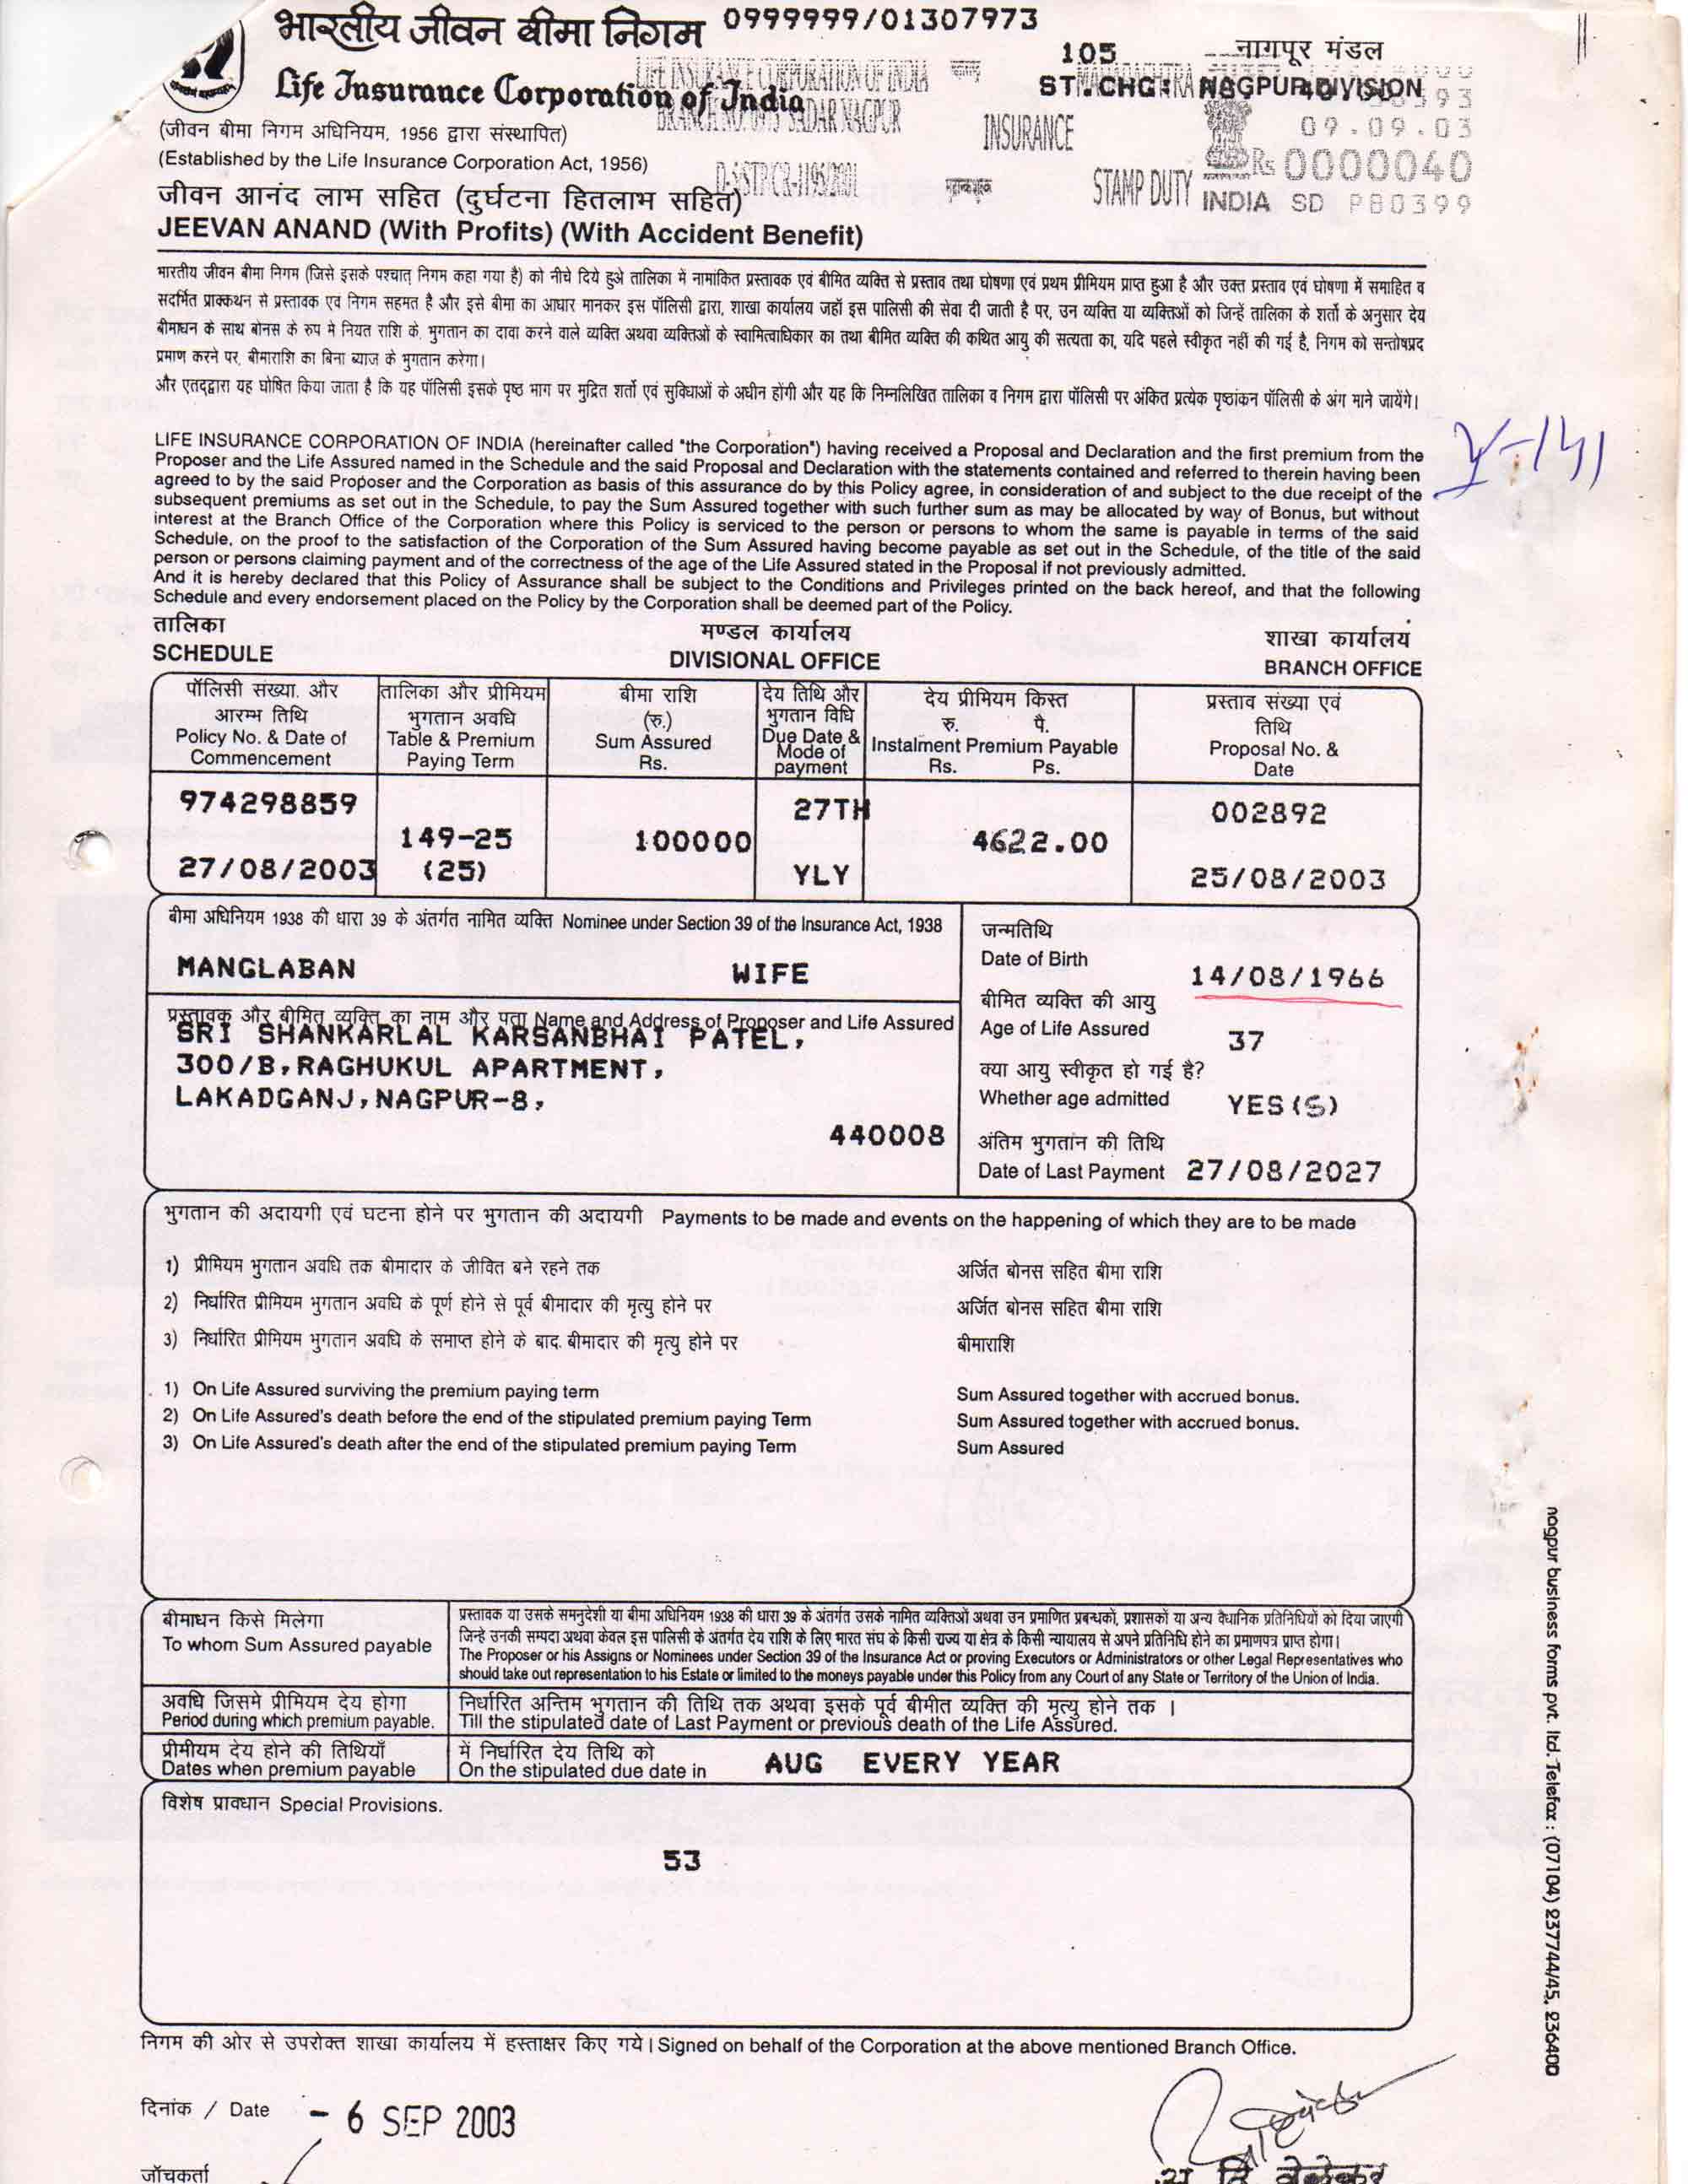 भारतीय जीवन बीमा निगम 0999999/01307973
Life Insurance Corporation of India
105 नागपूर मंडल
ST.CHG: NAGPUR DIVISION
LIFE INSURANCE CORPORATION OF INDIA
BRANCH NO. SADAR NAGPUR
INSURANCE
09.09.03
Rs 0000040
STAMP DUTY INDIA SD PB0399
(जीवन बीमा निगम अधिनियम, 1956 द्वारा संस्थापित)
(Established by the Life Insurance Corporation Act, 1956)
जीवन आनंद लाभ सहित (दुर्घटना हितलाभ सहित)
JEEVAN ANAND (With Profits) (With Accident Benefit)
भारतीय जीवन बीमा निगम (जिसे इसके पश्चात् निगम कहा गया है) को नीचे दिये हुअे तालिका में नामांकित प्रस्तावक एवं बीमित व्यक्ति से प्रस्ताव तथा घोषणा एवं प्रथम प्रीमियम प्राप्त हुआ है और उक्त प्रस्ताव एवं घोषणा में समाहित व
सदर्भित प्राक्कथन से प्रस्तावक एव निगम सहमत है और इसे बीमा का आधार मानकर इस पॉलिसी द्वारा, शाखा कार्यालय जहॉ इस पालिसी की सेवा दी जाती है पर, उन व्यक्ति या व्यक्तिओं को जिन्हें तालिका के शर्तो के अनुसार देय
बीमाधन के साथ बोनस के रुप मे नियत राशि के, भुगतान का दावा करने वाले व्यक्ति अथवा व्यक्तिओं के स्वामित्वाधिकार का तथा बीमित व्यक्ति की कथित आयु की सत्यता का, यदि पहले स्वीकृत नहीं की गई है, निगम को सन्तोषप्रद
प्रमाण करने पर, बीमाराशि का बिना ब्याज के भुगतान करेगा।
और एतद्द्वारा यह घोषित किया जाता है कि यह पॉलिसी इसके पृष्ठ भाग पर मुद्रित शर्तो एवं सुविधाओं के अधीन होंगी और यह कि निम्नलिखित तालिका व निगम द्वारा पॉलिसी पर अंकित प्रत्येक पृष्ठांकन पॉलिसी के अंग माने जायेंगे।
LIFE INSURANCE CORPORATION OF INDIA (hereinafter called "the Corporation") having received a Proposal and Declaration and the first premium from the
Proposer and the Life Assured named in the Schedule and the said Proposal and Declaration with the statements contained and referred to therein having been
agreed to by the said Proposer and the Corporation as basis of this assurance do by this Policy agree, in consideration of and subject to the due receipt of the
subsequent premiums as set out in the Schedule, to pay the Sum Assured together with such further sum as may be allocated by way of Bonus, but without
interest at the Branch Office of the Corporation where this Policy is serviced to the person or persons to whom the same is payable in terms of the said
Schedule, on the proof to the satisfaction of the Corporation of the Sum Assured having become payable as set out in the Schedule, of the title of the said
person or persons claiming payment and of the correctness of the age of the Life Assured stated in the Proposal if not previously admitted.
And it is hereby declared that this Policy of Assurance shall be subject to the Conditions and Privileges printed on the back hereof, and that the following
Schedule and every endorsement placed on the Policy by the Corporation shall be deemed part of the Policy.
तालिका मण्डल कार्यालय शाखा कार्यालय
SCHEDULE DIVISIONAL OFFICE BRANCH OFFICE
पॉलिसी संख्या. और आरम्भ तिथि
Policy No. & Date of Commencement
तालिका और प्रीमियम भुगतान अवधि
Table & Premium Paying Term
बीमा राशि (रु.)
Sum Assured Rs.
देय तिथि और भुगतान विधि
Due Date & Mode of payment
देय प्रीमियम किस्त रु. पै.
Instalment Premium Payable Rs. Ps.
प्रस्ताव संख्या एवं तिथि
Proposal No. & Date
974298859 27TH 002892
149-25 100000 4622.00
27/08/2003 (25) YLY 25/08/2003
बीमा अधिनियम 1938 की धारा 39 के अंतर्गत नामित व्यक्ति Nominee under Section 39 of the Insurance Act, 1938
MANGLABAN WIFE
प्रस्तावक और बीमित व्यक्ति का नाम और पता Name and Address of Proposer and Life Assured
SRI SHANKARLAL KARSANBHAI PATEL,
300/B,RAGHUKUL APARTMENT,
LAKADGANJ,NAGPUR-8,
440008
जन्मतिथि
Date of Birth 14/08/1966
बीमित व्यक्ति की आयु
Age of Life Assured 37
क्या आयु स्वीकृत हो गई है?
Whether age admitted YES(S)
अंतिम भुगतान की तिथि
Date of Last Payment 27/08/2027
भुगतान की अदायगी एवं घटना होने पर भुगतान की अदायगी Payments to be made and events on the happening of which they are to be made
1) प्रीमियम भुगतान अवधि तक बीमादार के जीवित बने रहने तक अर्जित बोनस सहित बीमा राशि
2) निर्धारित प्रीमियम भुगतान अवधि के पूर्ण होने से पूर्व बीमादार की मृत्यु होने पर अर्जित बोनस सहित बीमा राशि
3) निर्धारित प्रीमियम भुगतान अवधि के समाप्त होने के बाद. बीमादार की मृत्यु होने पर बीमाराशि
1) On Life Assured surviving the premium paying term Sum Assured together with accrued bonus.
2) On Life Assured's death before the end of the stipulated premium paying Term Sum Assured together with accrued bonus.
3) On Life Assured's death after the end of the stipulated premium paying Term Sum Assured
बीमाधन किसे मिलेगा
To whom Sum Assured payable
प्रस्तावक या उसके समनुदेशी या बीमा अधिनियम 1938 की धारा 39 के अंतर्गत उसके नामित व्यक्तिओं अथवा उन प्रमाणित प्रबन्धकों, प्रशासकों या अन्य वैधानिक प्रतिनिधियों को दिया जाएगी
जिन्हे उनकी सम्पदा अथवा केवल इस पालिसी के अंतर्गत देय राशि के लिए भारत संघ के किसी राज्य या क्षेत्र के किसी न्यायालय से अपने प्रतिनिधि होने का प्रमाणपत्र प्राप्त होगा।
The Proposer or his Assigns or Nominees under Section 39 of the Insurance Act or proving Executors or Administrators or other Legal Representatives who
should take out representation to his Estate or limited to the moneys payable under this Policy from any Court of any State or Territory of the Union of India.
अवधि जिसमे प्रीमियम देय होगा
Period during which premium payable.
निर्धारित अन्तिम भुगतान की तिथि तक अथवा इसके पूर्व बीमीत व्यक्ति की मृत्यु होने तक ।
Till the stipulated date of Last Payment or previous death of the Life Assured.
प्रीमीयम देय होने की तिथियाँ
Dates when premium payable
में निर्धारित देय तिथि को
On the stipulated due date in AUG EVERY YEAR
विशेष प्रावधान Special Provisions.
53
निगम की ओर से उपरोक्त शाखा कार्यालय में हस्ताक्षर किए गये। Signed on behalf of the Corporation at the above mentioned Branch Office.
दिनांक / Date - 6 SEP 2003
जॉचकर्ता
nagpur business forms pvt. ltd. Telefax : (07104) 237744/45, 236400